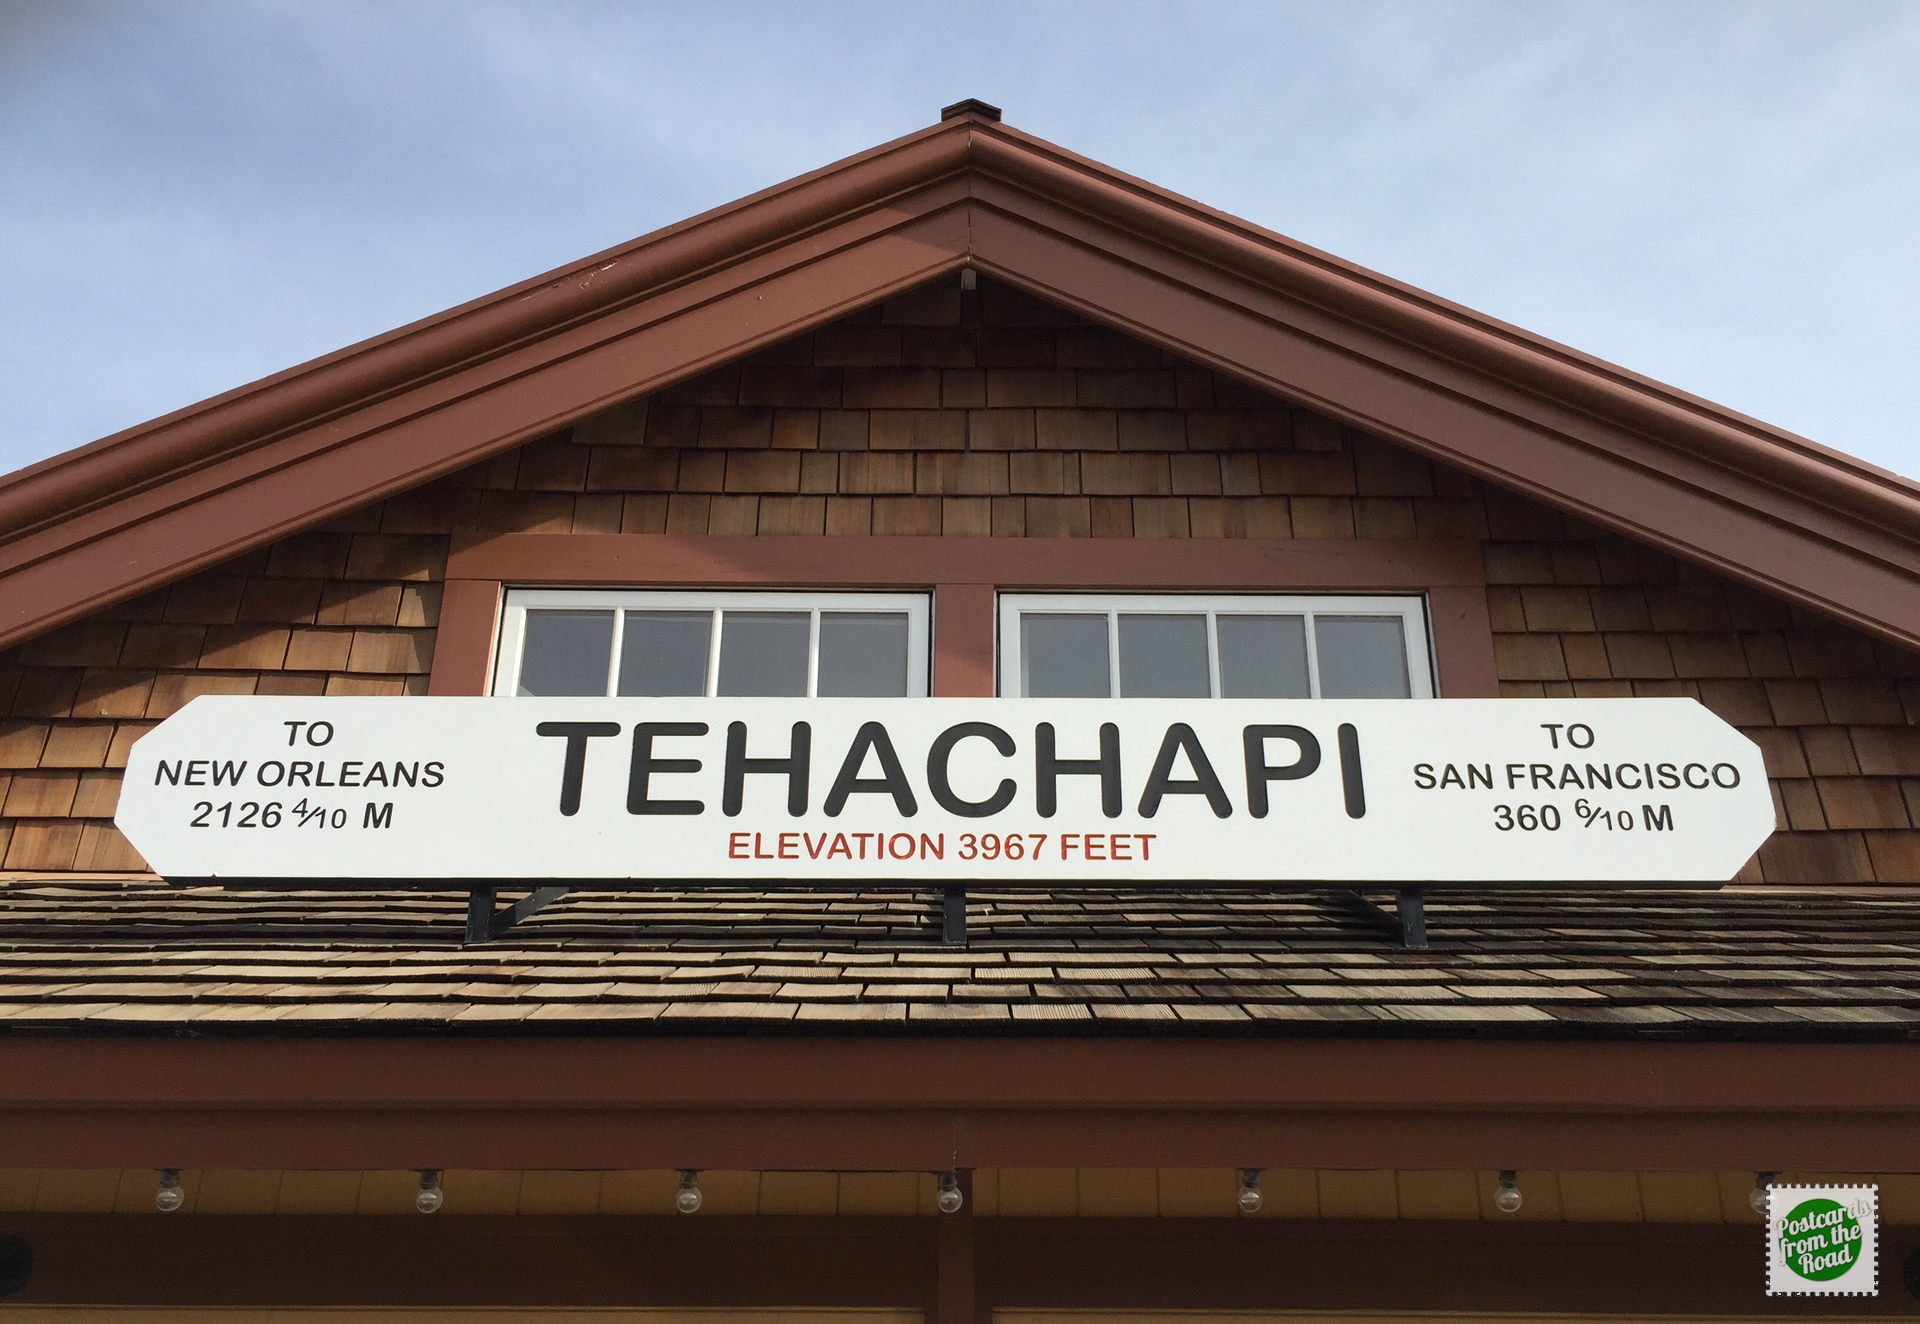 TO
NEW ORLEANS
2126 4/10 M
TEHACHAPI
ELEVATION 3967 FEET
TO
SAN FRANCISCO
360 6/10 M
Postcards
from the
Road